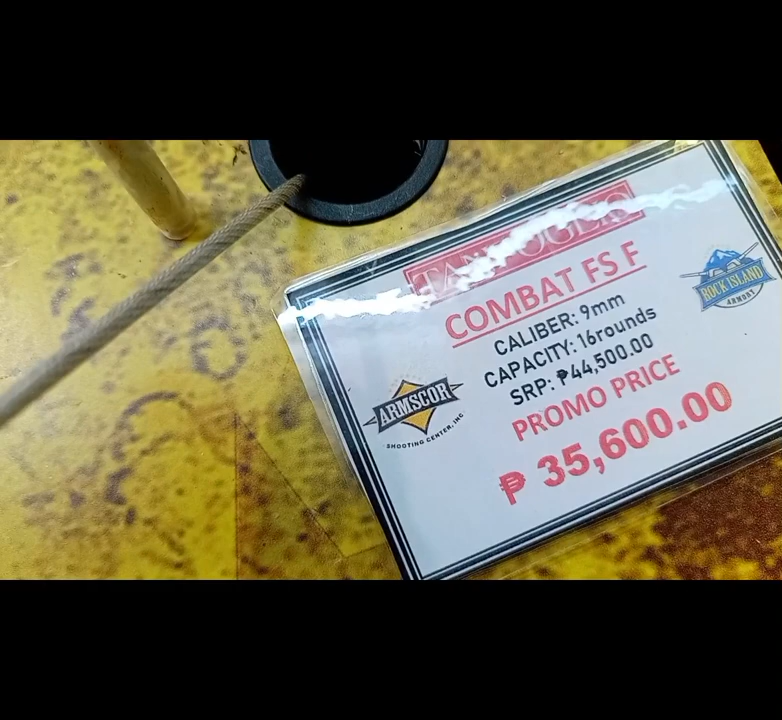 TANFOGLIO
COMBAT FS F
CALIBER: 9mm
CAPACITY: 16rounds
SRP: ₱44,500.00
PROMO PRICE
₱ 35,600.00
ROCK ISLAND
ARMORY.
ARMSCOR
SHOOTING CENTER, INC